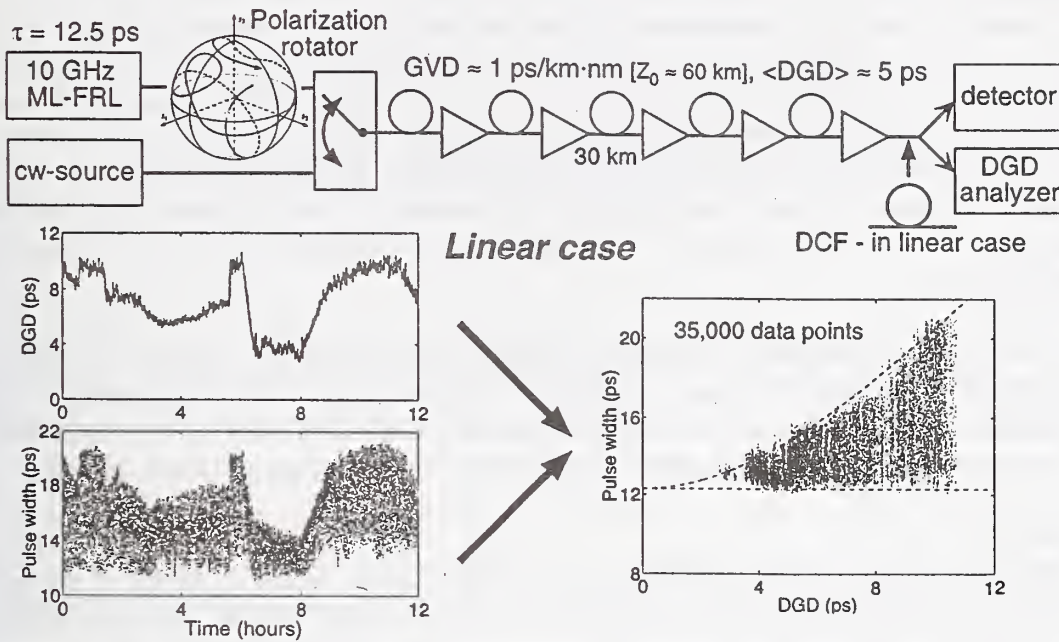 τ = 12.5 ps
10 GHz
ML-FRL
cw-source
Polarization
rotator
GVD ≈ 1 ps/km·nm [Z₀ ≈ 60 km], <DGD> ≈ 5 ps
30 km
detector
DGD
analyzer
DCF - in linear case
Linear case
DGD (ps)
12
8
4
0
0
4
8
12
Pulse width (ps)
22
18
14
10
0
4
8
12
Time (hours)
35,000 data points
Pulse width (ps)
20
16
12
8
4
8
12
DGD (ps)